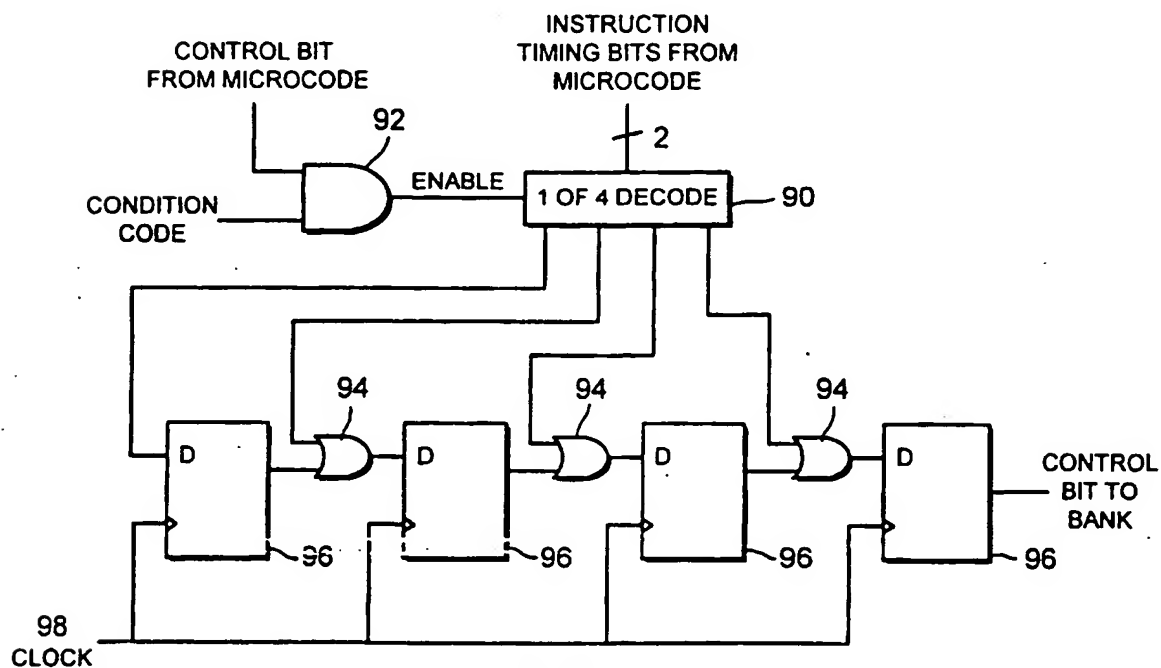 INSTRUCTION
TIMING BITS FROM
MICROCODE
CONTROL BIT
FROM MICROCODE
92
2
ENABLE
1 OF 4 DECODE
90
CONDITION
CODE
94
94
94
D
D
D
D
CONTROL
BIT TO
BANK
96
96
96
96
98
CLOCK